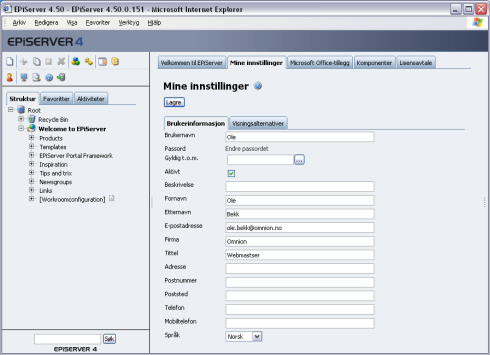 EPiServer 4.50 - EPiServer 4.50.0.151 - Microsoft Internet Explorer
Arkiv Redigera Visa Favoriter Verktyg Hjälp
EPiSERVER 4
Struktur Favoritter Aktiviteter
Root
Recycle Bin
Welcome to EPiServer
Products
Templates
EPiServer Portal Framework
Inspiration
Tips and trix
Newsgroups
Links
[Workroomconfiguration]
Søk
EPISERVER 4
Velkommen til EPiServer Mine innstillinger Microsoft Office-tillegg Komponenter Lisensavtale
Mine innstillinger
Lagre
Brukerinformasjon Visningsalternativer
Brukernavn Ole
Passord Endre passordet
Gyldig t.o.m. ...
Aktivt
Beskrivelse
Fornavn Ole
Etternavn Bekk
E-postadresse ole.bekk@omnion.no
Firma Omnion
Tittel Webmastser
Adresse
Postnummer
Poststed
Telefon
Mobiltelefon
Språk Norsk